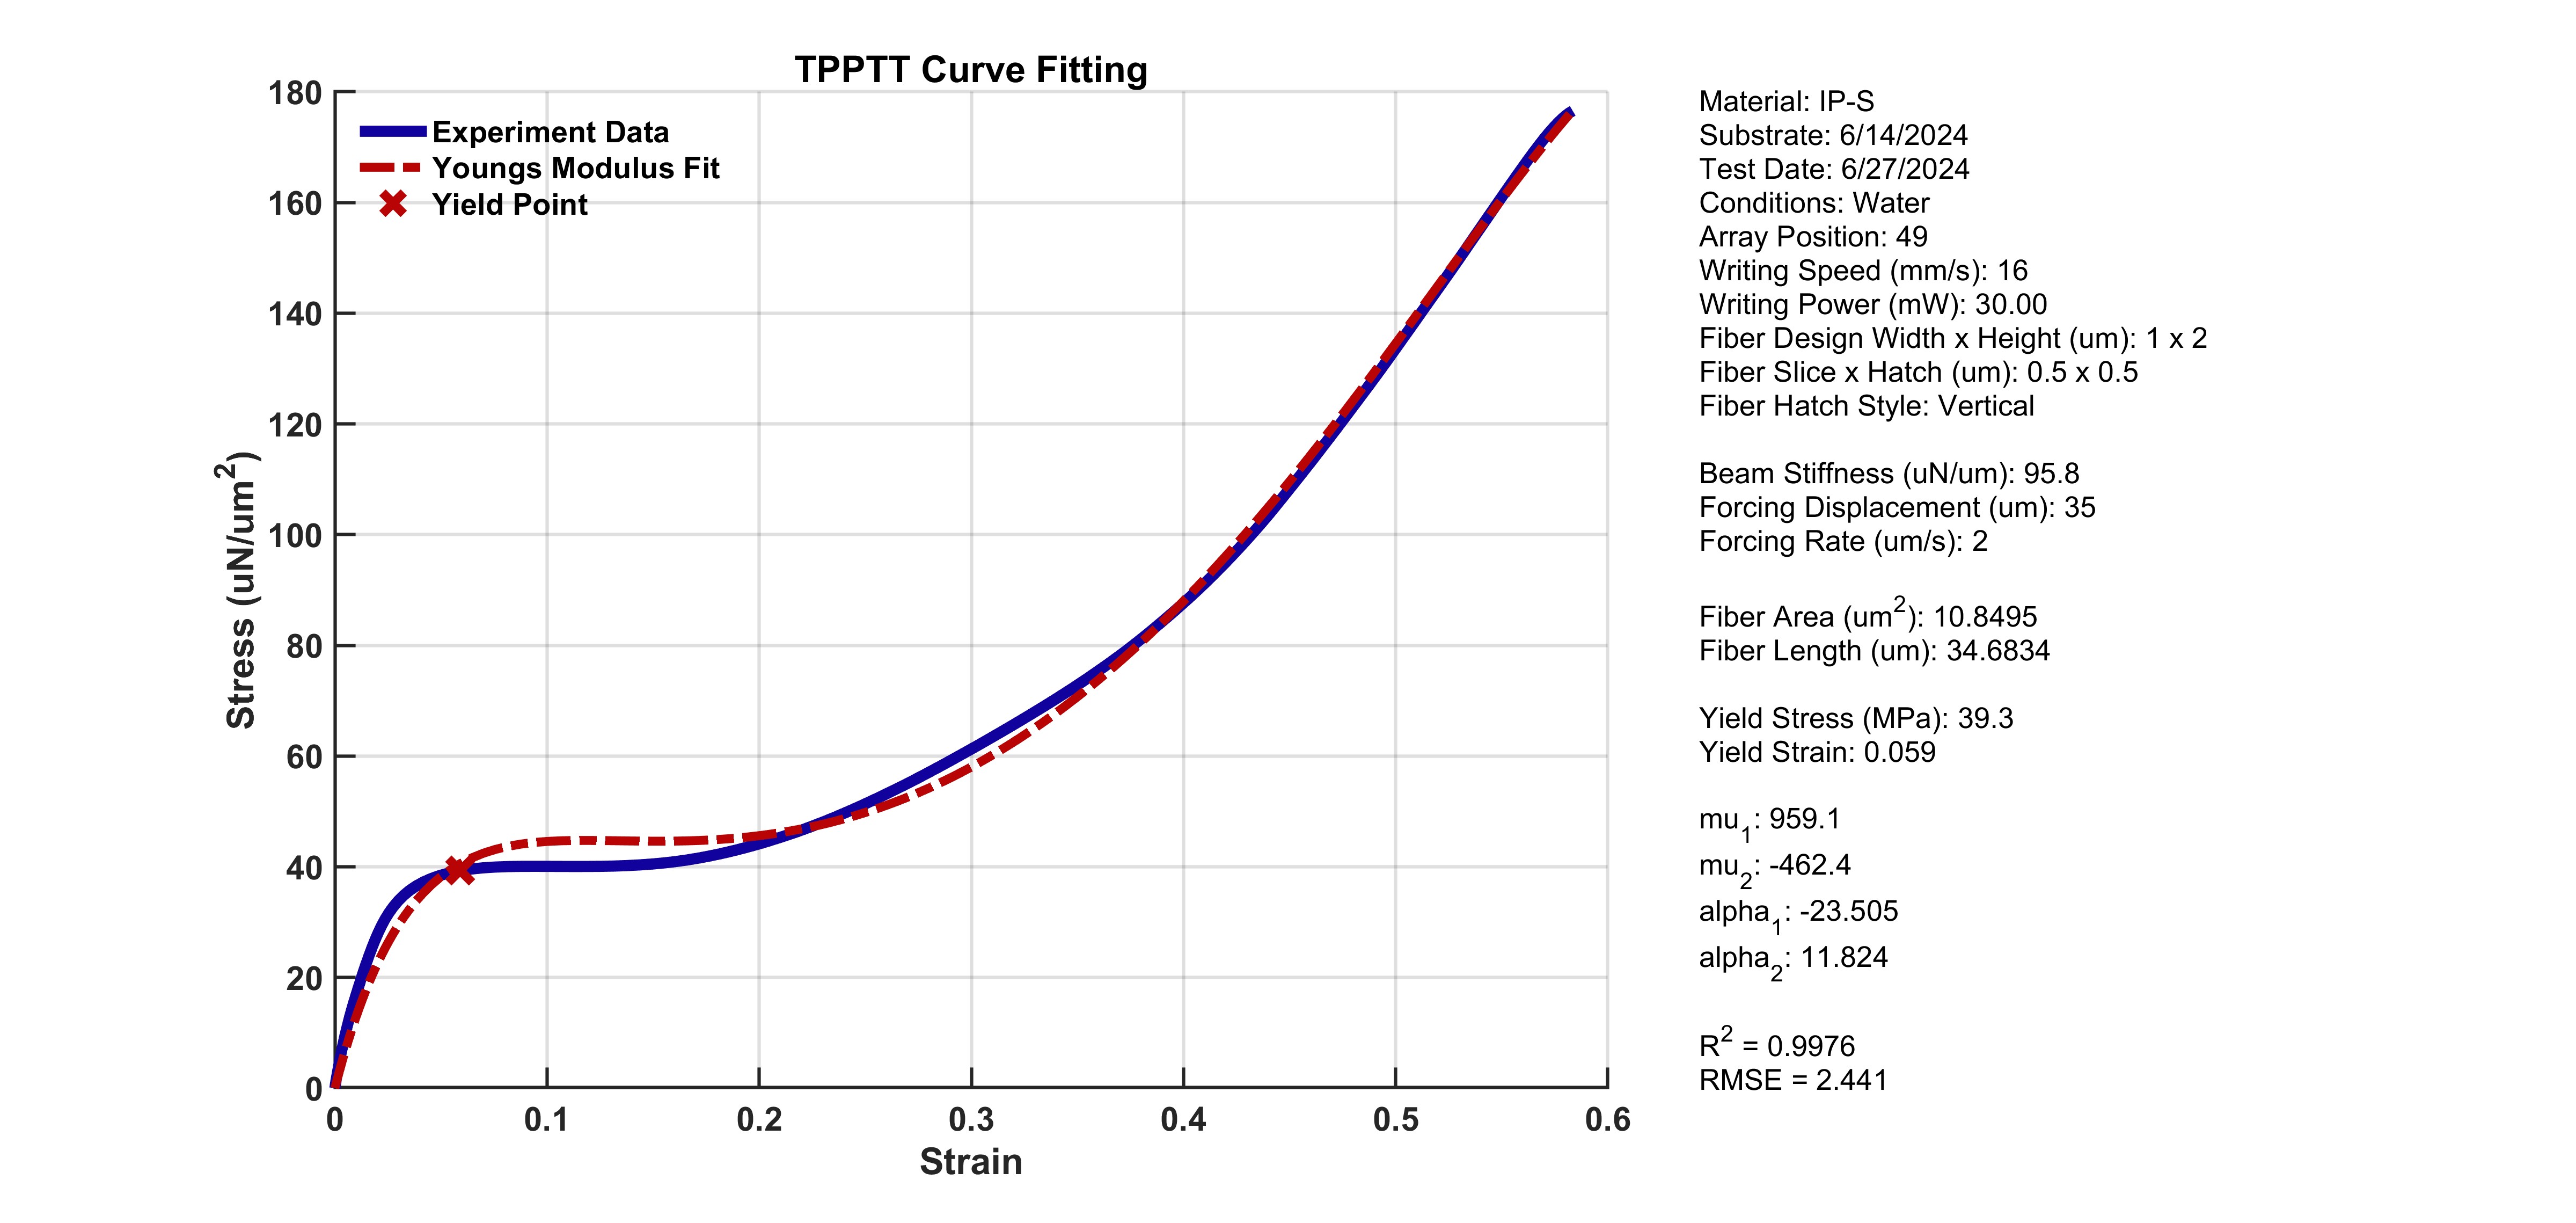 TPPTT Curve Fitting
180
160
140
120
100
80
60
40
20
0
Stress (uN/um²)
Experiment Data
Youngs Modulus Fit
Yield Point
0 0.1 0.2 0.3 0.4 0.5 0.6
Strain
Material: IP-S
Substrate: 6/14/2024
Test Date: 6/27/2024
Conditions: Water
Array Position: 49
Writing Speed (mm/s): 16
Writing Power (mW): 30.00
Fiber Design Width x Height (um): 1 x 2
Fiber Slice x Hatch (um): 0.5 x 0.5
Fiber Hatch Style: Vertical
Beam Stiffness (uN/um): 95.8
Forcing Displacement (um): 35
Forcing Rate (um/s): 2
Fiber Area (um²): 10.8495
Fiber Length (um): 34.6834
Yield Stress (MPa): 39.3
Yield Strain: 0.059
mu₁: 959.1
mu₂: -462.4
alpha₁: -23.505
alpha₂: 11.824
R² = 0.9976
RMSE = 2.441